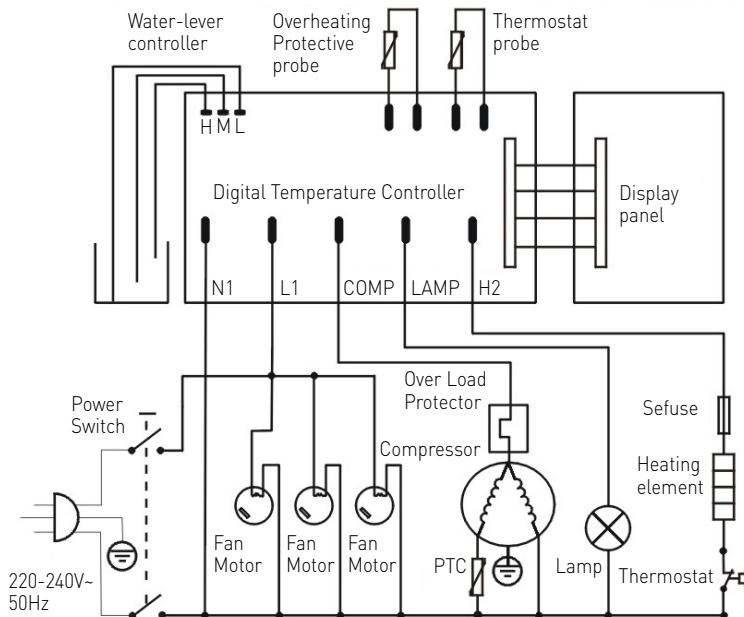 Water-lever
controller
Overheating
Protective
probe
Thermostat
probe
H M L
Digital Temperature Controller
Display
panel
N1 L1 COMP LAMP H2
Over Load
Protector
Sefuse
Power
Switch
Compressor
Heating
element
Fan
Motor
Fan
Motor
Fan
Motor
PTC
Lamp
Thermostat
220-240V~
50Hz